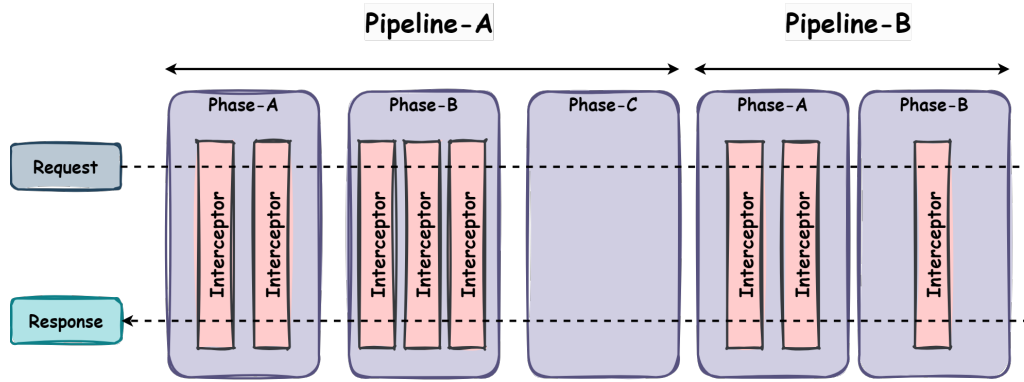 Pipeline-A
Pipeline-B
Phase-A
Phase-B
Phase-C
Phase-A
Phase-B
Request
Interceptor
Interceptor
Interceptor
Interceptor
Interceptor
Interceptor
Interceptor
Interceptor
Response